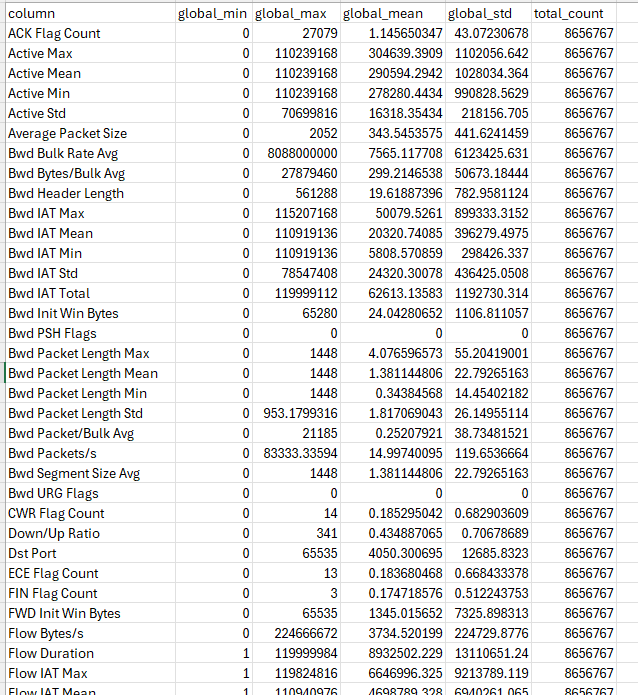 column global_min global_max global_mean global_std total_count
ACK Flag Count 0 27079 1.145650347 43.07230678 8656767
Active Max 0 110239168 304639.3909 1102056.642 8656767
Active Mean 0 110239168 290594.2942 1028034.364 8656767
Active Min 0 110239168 278280.4434 990828.5629 8656767
Active Std 0 70699816 16318.35434 218156.705 8656767
Average Packet Size 0 2052 343.5453575 441.6241459 8656767
Bwd Bulk Rate Avg 0 8088000000 7565.117708 6123425.631 8656767
Bwd Bytes/Bulk Avg 0 27879460 299.2146538 50673.18444 8656767
Bwd Header Length 0 561288 19.61887396 782.9581124 8656767
Bwd IAT Max 0 115207168 50079.5261 899333.3152 8656767
Bwd IAT Mean 0 110919136 20320.74085 396279.4975 8656767
Bwd IAT Min 0 110919136 5808.570859 298426.337 8656767
Bwd IAT Std 0 78547408 24320.30078 436425.0508 8656767
Bwd IAT Total 0 119999112 62613.13583 1192730.314 8656767
Bwd Init Win Bytes 0 65280 24.04280652 1106.811057 8656767
Bwd PSH Flags 0 0 0 0 8656767
Bwd Packet Length Max 0 1448 4.076596573 55.20419001 8656767
Bwd Packet Length Mean 0 1448 1.381144806 22.79265163 8656767
Bwd Packet Length Min 0 1448 0.34384568 14.45402182 8656767
Bwd Packet Length Std 0 953.1799316 1.817069043 26.14955114 8656767
Bwd Packet/Bulk Avg 0 21185 0.25207921 38.73481521 8656767
Bwd Packets/s 0 83333.33594 14.99740095 119.6536664 8656767
Bwd Segment Size Avg 0 1448 1.381144806 22.79265163 8656767
Bwd URG Flags 0 0 0 0 8656767
CWR Flag Count 0 14 0.185295042 0.682903609 8656767
Down/Up Ratio 0 341 0.434887065 0.70678689 8656767
Dst Port 0 65535 4050.300695 12685.8323 8656767
ECE Flag Count 0 13 0.183680468 0.668433378 8656767
FIN Flag Count 0 3 0.174718576 0.512243753 8656767
FWD Init Win Bytes 0 65535 1345.015652 7325.898313 8656767
Flow Bytes/s 0 224666672 3734.520199 224729.8776 8656767
Flow Duration 1 119999984 8932502.229 13110651.24 8656767
Flow IAT Max 1 119824816 6646996.325 9213789.119 8656767
Flow IAT Mean 1 110940976 4698789.328 6940261.065 8656767